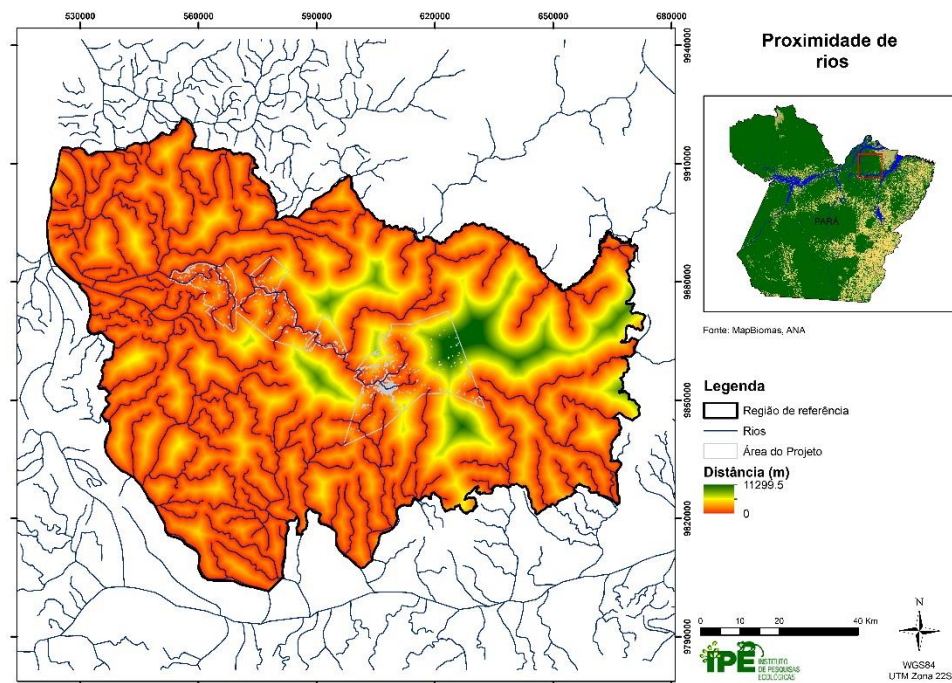 530000 560000 590000 620000 650000 680000
9940000
9910000
9880000
9850000
9820000
9790000
Proximidade de
rios
PARÁ
Fonte: MapBiomas, ANA
Legenda
Região de referência
Rios
Área do Projeto
Distância (m)
11299.5
0
0 5 10 20 30 40 Km
IPÊ INSTITUTO
DE PESQUISAS
ECOLÓGICAS
N
WGS84
UTM Zona 22S